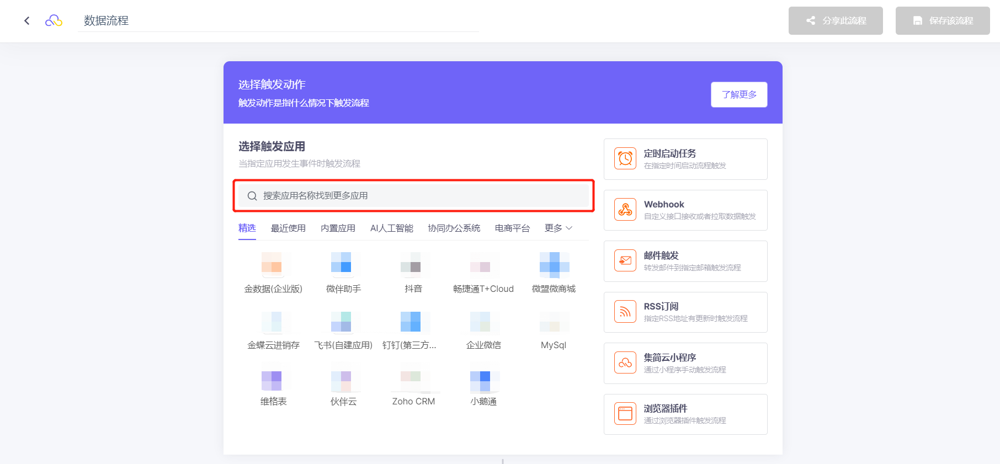 数据流程
分享此流程
保存该流程
选择触发动作
触发动作是指什么情况下触发流程
了解更多
选择触发应用
当指定应用发生事件时触发流程
搜索应用名称找到更多应用
精选 最近使用 内置应用 AI人工智能 协同办公系统 电商平台 更多
金数据(企业版) 微伴助手 抖音 畅捷通T+Cloud 微盟微商城
金蝶云进销存 飞书(自建应用) 钉钉(第三方... 企业微信 MySql
维格表 伙伴云 Zoho CRM 小鹅通
定时启动任务
在指定时间启动流程触发
Webhook
自定义接口接收或者拉取数据触发
邮件触发
转发邮件到指定邮箱触发流程
RSS订阅
指定RSS地址有更新时触发流程
集简云小程序
通过小程序手动触发流程
浏览器插件
通过浏览器插件触发流程